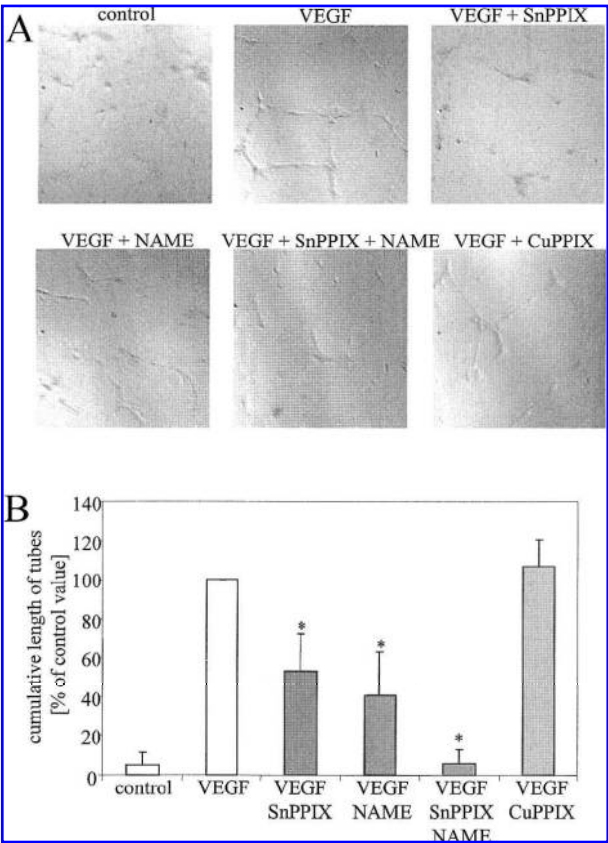 A
control VEGF VEGF + SnPPIX
VEGF + NAME VEGF + SnPPIX + NAME VEGF + CuPPIX
B
cumulative length of tubes
[% of control value]
140
120
100
80
60
40
20
0
*
*
*
control VEGF VEGF VEGF VEGF VEGF
SnPPIX NAME SnPPIX CuPPIX
NAME